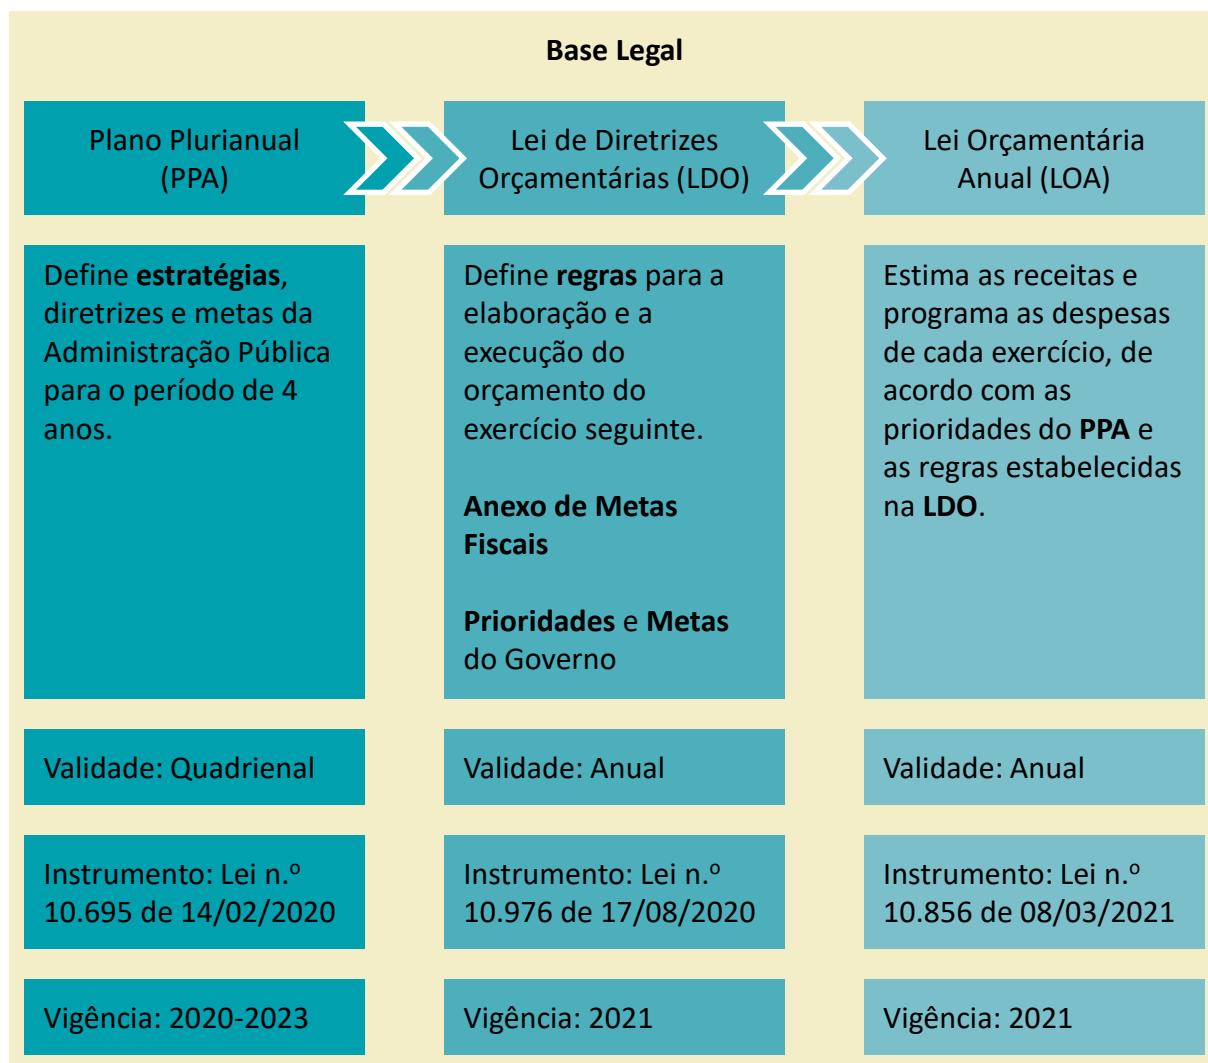 Base Legal
Plano Plurianual
(PPA)
Lei de Diretrizes
Orçamentárias (LDO)
Lei Orçamentária
Anual (LOA)
Define estratégias,
diretrizes e metas da
Administração Pública
para o período de 4
anos.
Define regras para a
elaboração e a
execução do
orçamento do
exercício seguinte.
Anexo de Metas
Fiscais
Prioridades e Metas
do Governo
Estima as receitas e
programa as despesas
de cada exercício, de
acordo com as
prioridades do PPA e
as regras estabelecidas
na LDO.
Validade: Quadrienal
Validade: Anual
Validade: Anual
Instrumento: Lei n.º
10.695 de 14/02/2020
Instrumento: Lei n.º
10.976 de 17/08/2020
Instrumento: Lei n.º
10.856 de 08/03/2021
Vigência: 2020-2023
Vigência: 2021
Vigência: 2021